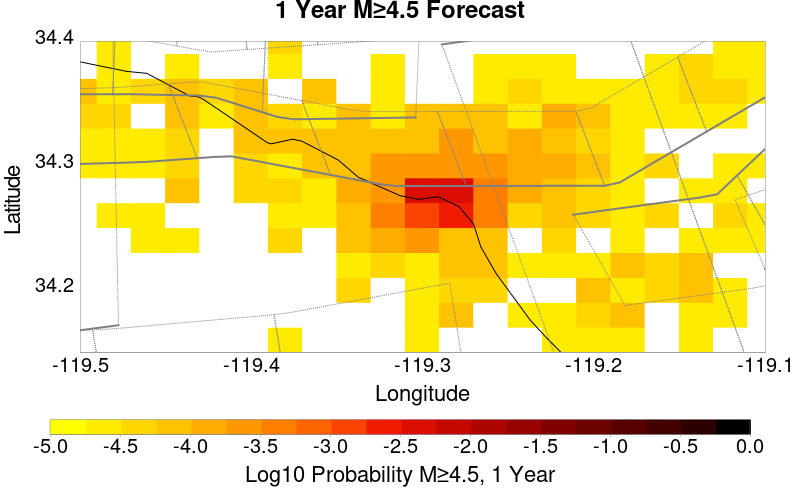 1 Year M≥4.5 Forecast
34.4
34.3
34.2
Latitude
-119.5 -119.4 -119.3 -119.2 -119.1
Longitude
-5.0 -4.5 -4.0 -3.5 -3.0 -2.5 -2.0 -1.5 -1.0 -0.5 0.0
Log10 Probability M≥4.5, 1 Year